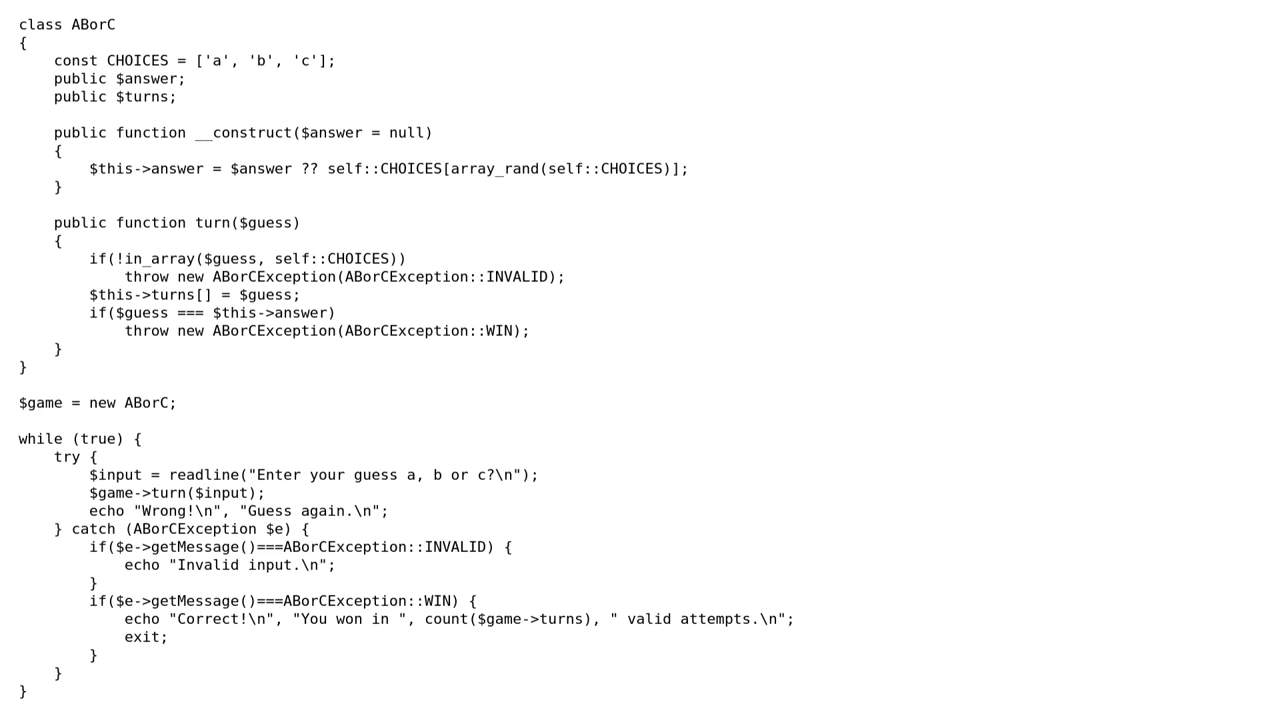 class ABorC
{
    const CHOICES = ['a', 'b', 'c'];
    public $answer;
    public $turns;

    public function __construct($answer = null)
    {
        $this->answer = $answer ?? self::CHOICES[array_rand(self::CHOICES)];
    }

    public function turn($guess)
    {
        if(!in_array($guess, self::CHOICES))
            throw new ABorCException(ABorCException::INVALID);
        $this->turns[] = $guess;
        if($guess === $this->answer)
            throw new ABorCException(ABorCException::WIN);
    }
}

$game = new ABorC;

while (true) {
    try {
        $input = readline("Enter your guess a, b or c?\n");
        $game->turn($input);
        echo "Wrong!\n", "Guess again.\n";
    } catch (ABorCException $e) {
        if($e->getMessage()===ABorCException::INVALID) {
            echo "Invalid input.\n";
        }
        if($e->getMessage()===ABorCException::WIN) {
            echo "Correct!\n", "You won in ", count($game->turns), " valid attempts.\n";
            exit;
        }
    }
}